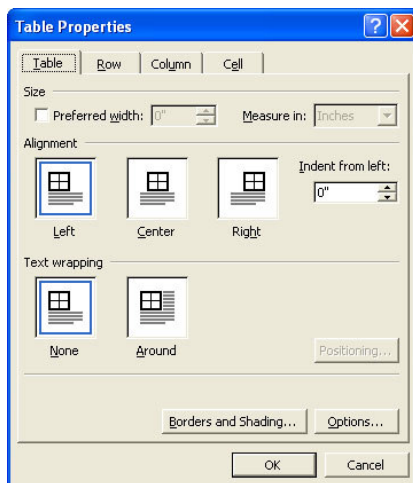 Table Properties
Table Row Column Cell
Size
Preferred width: 0" Measure in: Inches
Alignment
Indent from left:
0"
Left Center Right
Text wrapping
None Around
Positioning...
Borders and Shading... Options...
OK Cancel